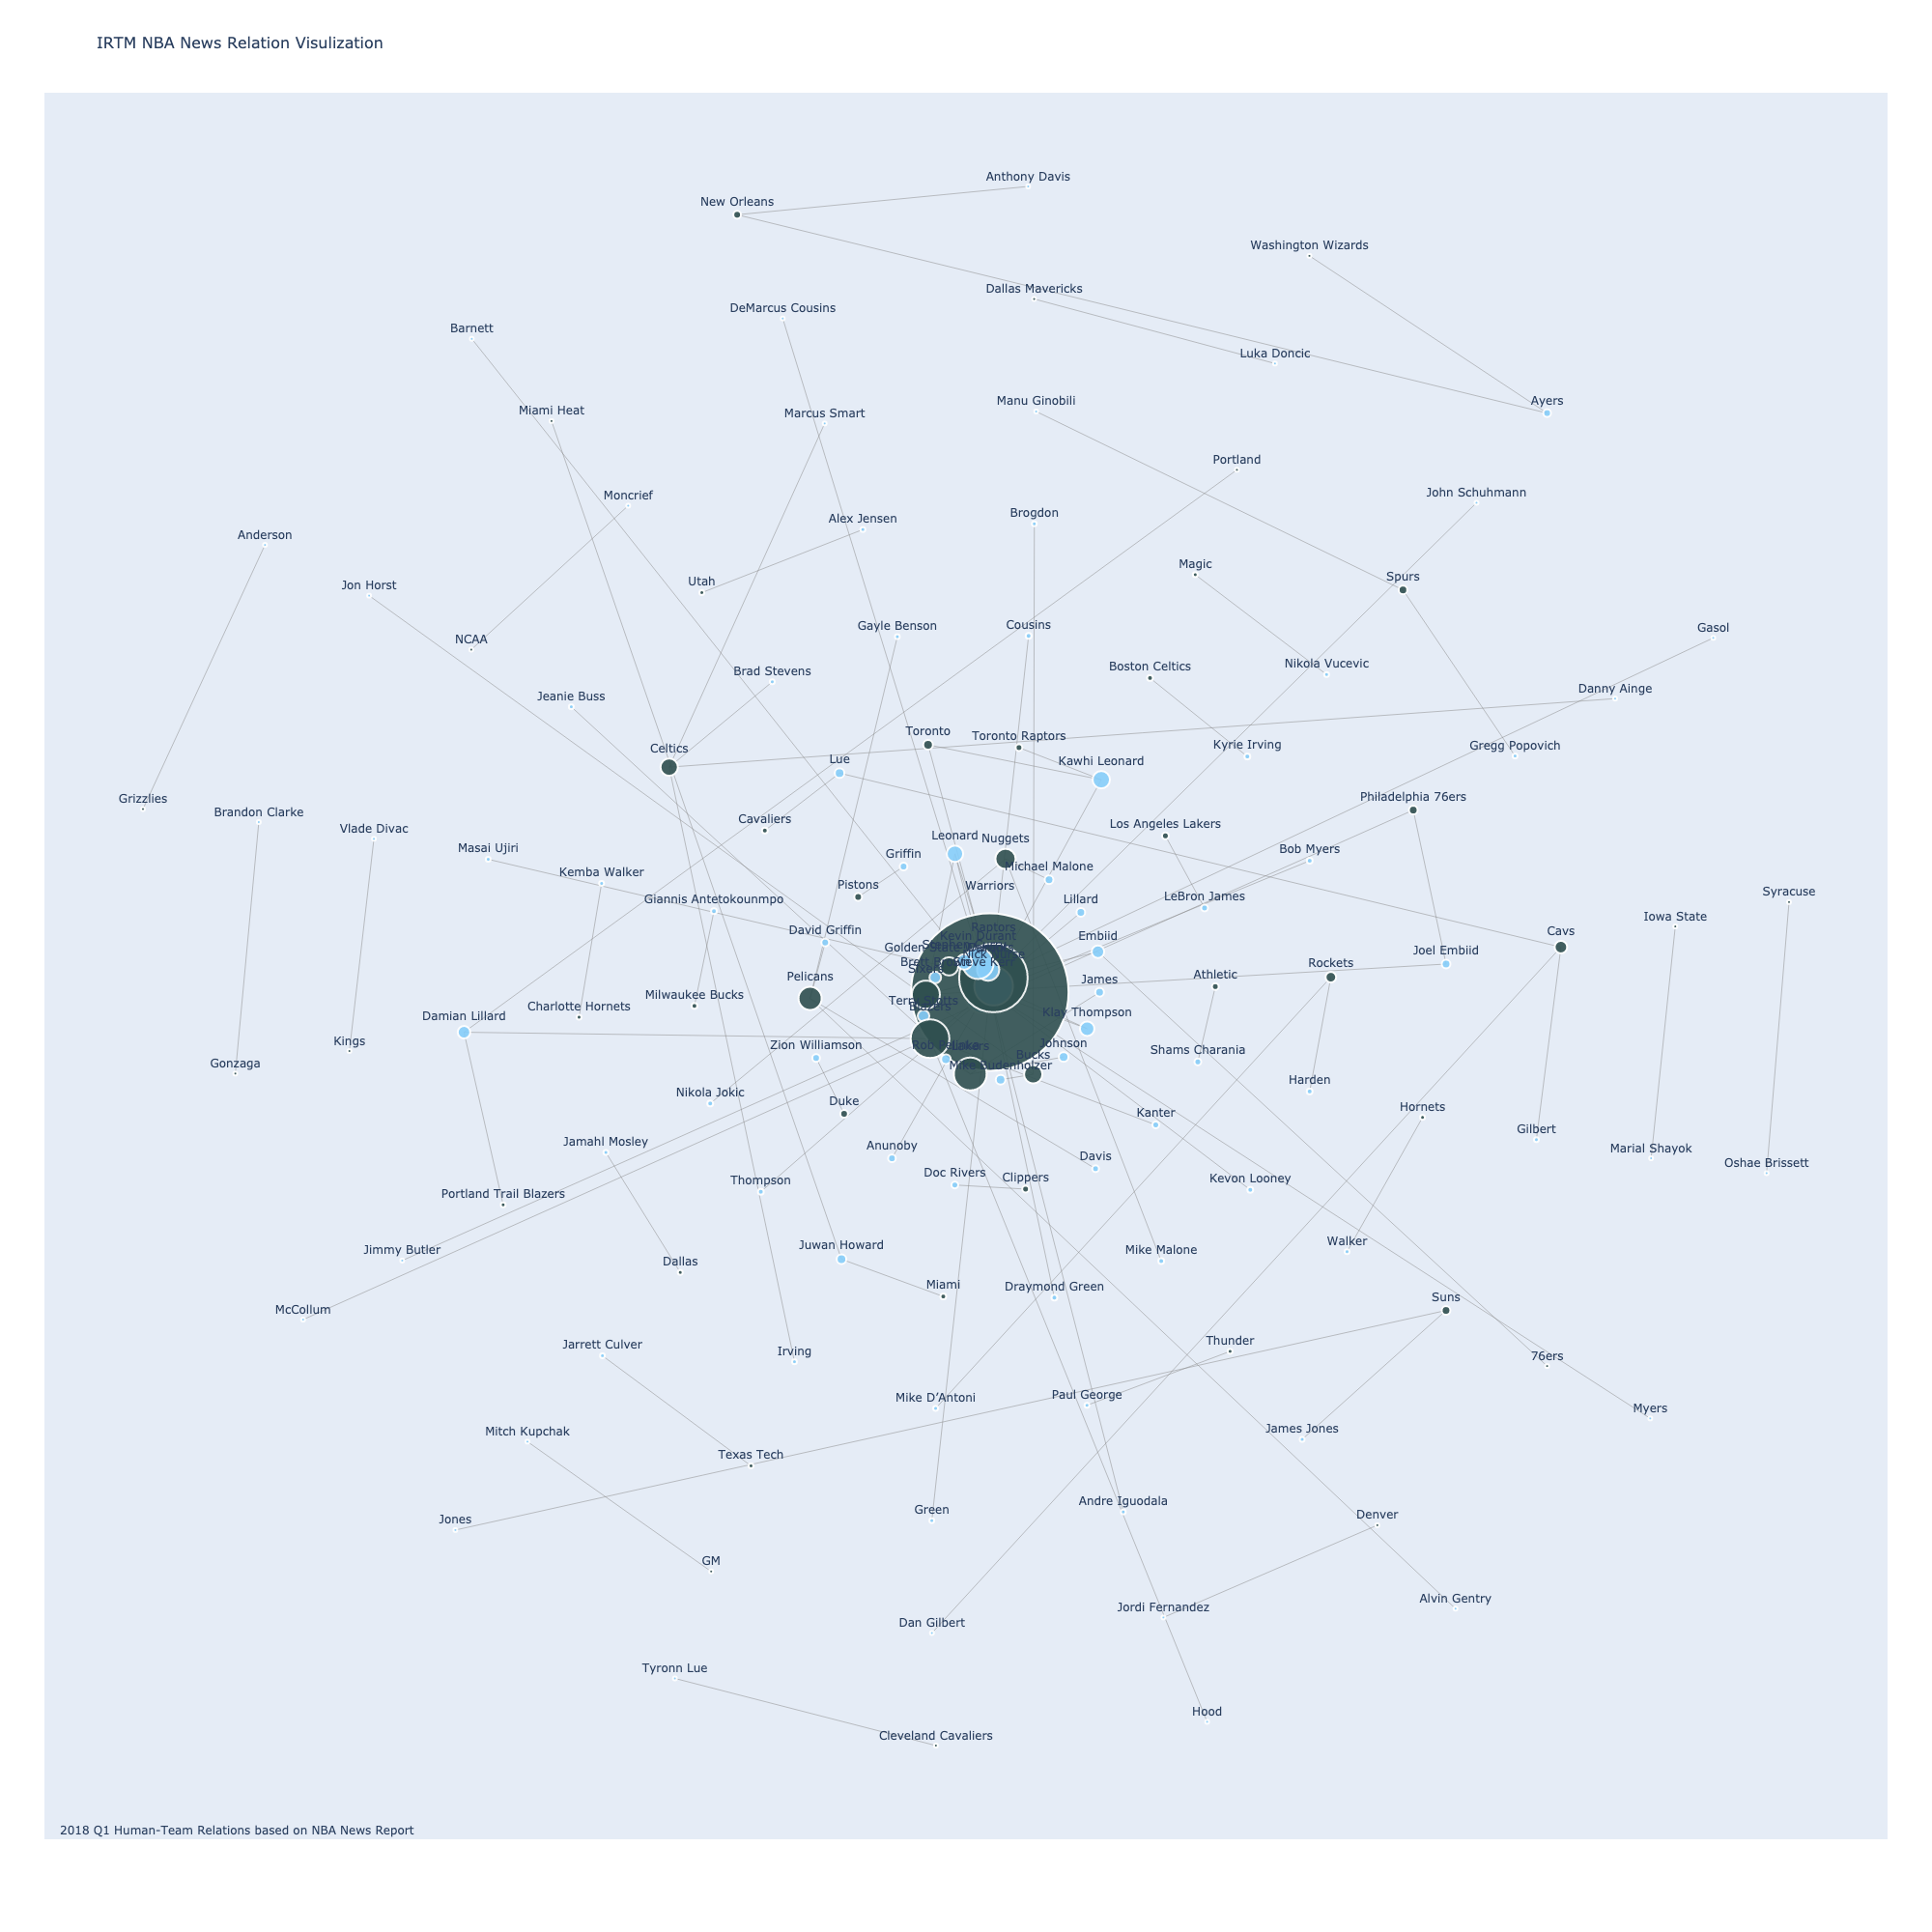 IRTM NBA News Relation Visulization
Anthony Davis
New Orleans
Washington Wizards
Dallas Mavericks
DeMarcus Cousins
Barnett
Luka Doncic
Manu Ginobili
Ayers
Miami Heat
Marcus Smart
Portland
John Schuhmann
Moncrief
Brogdon
Alex Jensen
Anderson
Magic
Spurs
Utah
Jon Horst
Gayle Benson
Cousins
Gasol
NCAA
Nikola Vucevic
Boston Celtics
Brad Stevens
Danny Ainge
Jeanie Buss
Toronto
Toronto Raptors
Kyrie Irving
Gregg Popovich
Celtics
Lue
Kawhi Leonard
Grizzlies
Philadelphia 76ers
Brandon Clarke
Cavaliers
Los Angeles Lakers
Vlade Divac
Leonard
Nuggets
Masai Ujiri
Griffin
Bob Myers
Michael Malone
Kemba Walker
Pistons
Warriors
Syracuse
Giannis Antetokounmpo
Lillard
LeBron James
Iowa State
David Griffin
Raptors
Kevin Durant
Embiid
Cavs
Golden
Joel Embiid
Nick
Brett
Steve Kerr
Rockets
Pelicans
Athletic
James
Milwaukee Bucks
Charlotte Hornets
Terry
Damian Lillard
Klay Thompson
Kings
Zion Williamson
Rob
Johnson
Shams Charania
Gonzaga
Bucks
Mike Budenholzer
Harden
Nikola Jokic
Duke
Hornets
Kanter
Gilbert
Jamahl Mosley
Anunoby
Marial Shayok
Davis
Oshae Brissett
Thompson
Doc Rivers
Clippers
Kevon Looney
Portland Trail Blazers
Walker
Jimmy Butler
Juwan Howard
Mike Malone
Dallas
Miami
Draymond Green
Suns
McCollum
Jarrett Culver
Irving
Thunder
76ers
Mike D'Antoni
Paul George
Myers
Mitch Kupchak
James Jones
Texas Tech
Andre Iguodala
Green
Jones
Denver
GM
Alvin Gentry
Jordi Fernandez
Dan Gilbert
Tyronn Lue
Hood
Cleveland Cavaliers
2018 Q1 Human-Team Relations based on NBA News Report